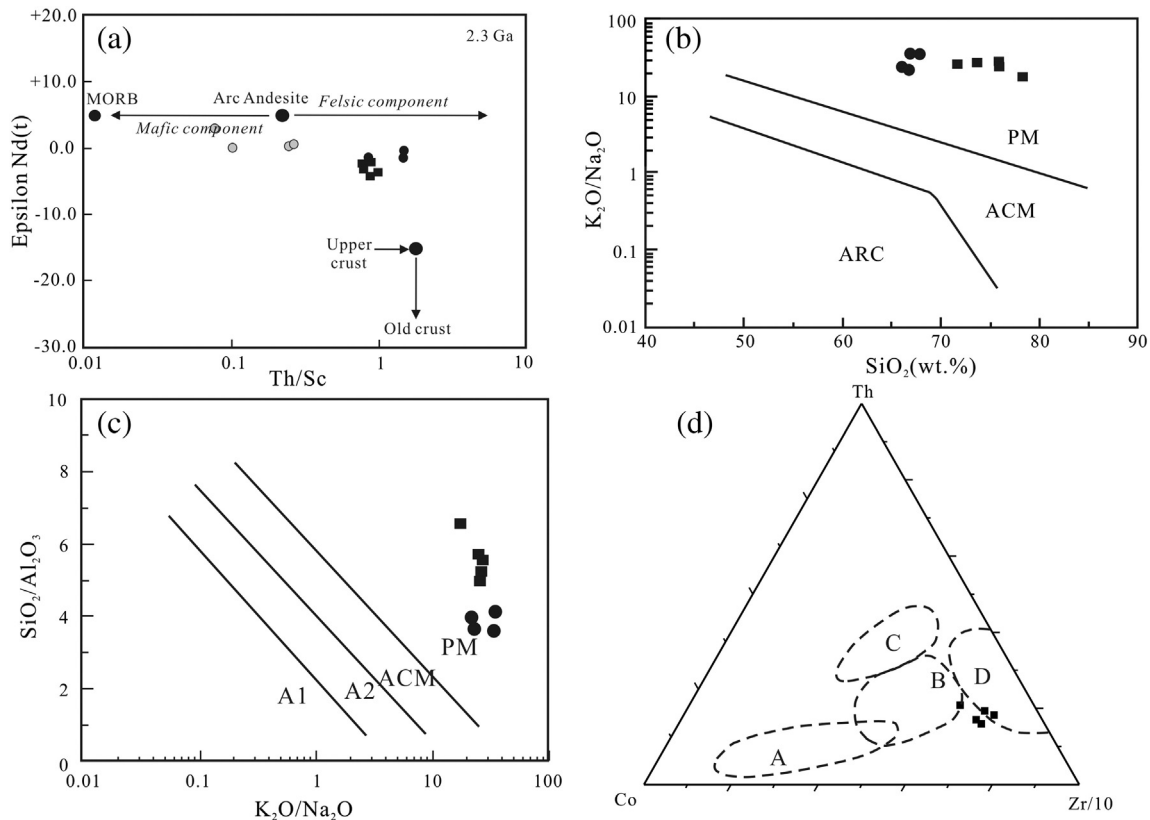 (a)
2.3 Ga
+20.0
+10.0
0.0
-10.0
-20.0
-30.0
Epsilon Nd(t)
MORB
Arc Andesite
Felsic component
Mafic component
Upper
crust
Old crust
0.01
0.1
1
10
Th/Sc
(b)
100
10
1
0.1
0.01
K₂O/Na₂O
PM
ACM
ARC
40
50
60
70
80
90
SiO₂(wt.%)
(c)
8
6
4
2
0
SiO₂/Al₂O₃
PM
ACM
A2
A1
0.01
0.1
1
10
100
K₂O/Na₂O
(d)
Th
C
B
D
A
Co
Zr/10